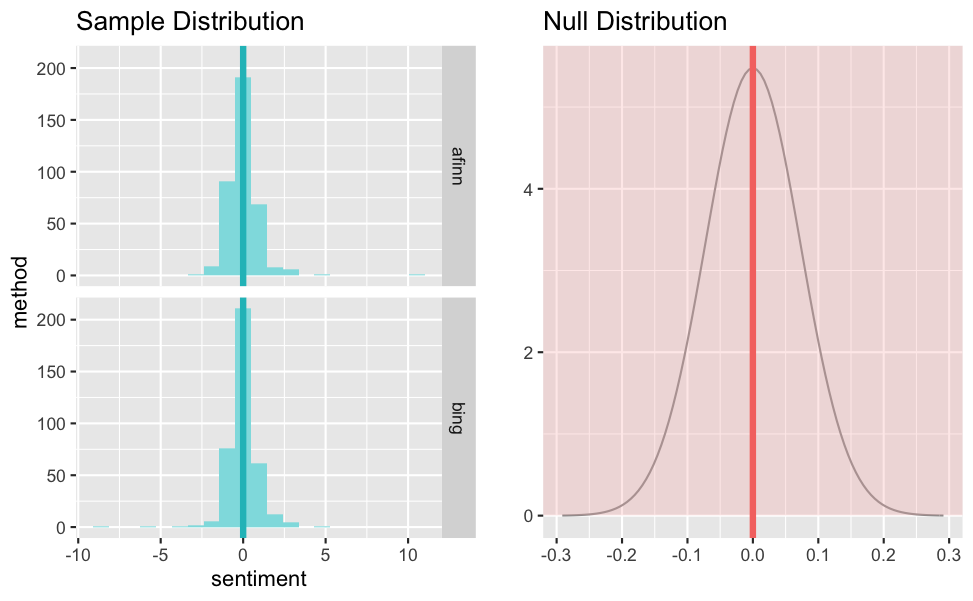 Sample Distribution
method
200
150
100
50
0
afinn
200
150
100
50
0
bing
-10 -5 0 5 10
sentiment
Null Distribution
4
2
0
-0.3 -0.2 -0.1 0.0 0.1 0.2 0.3